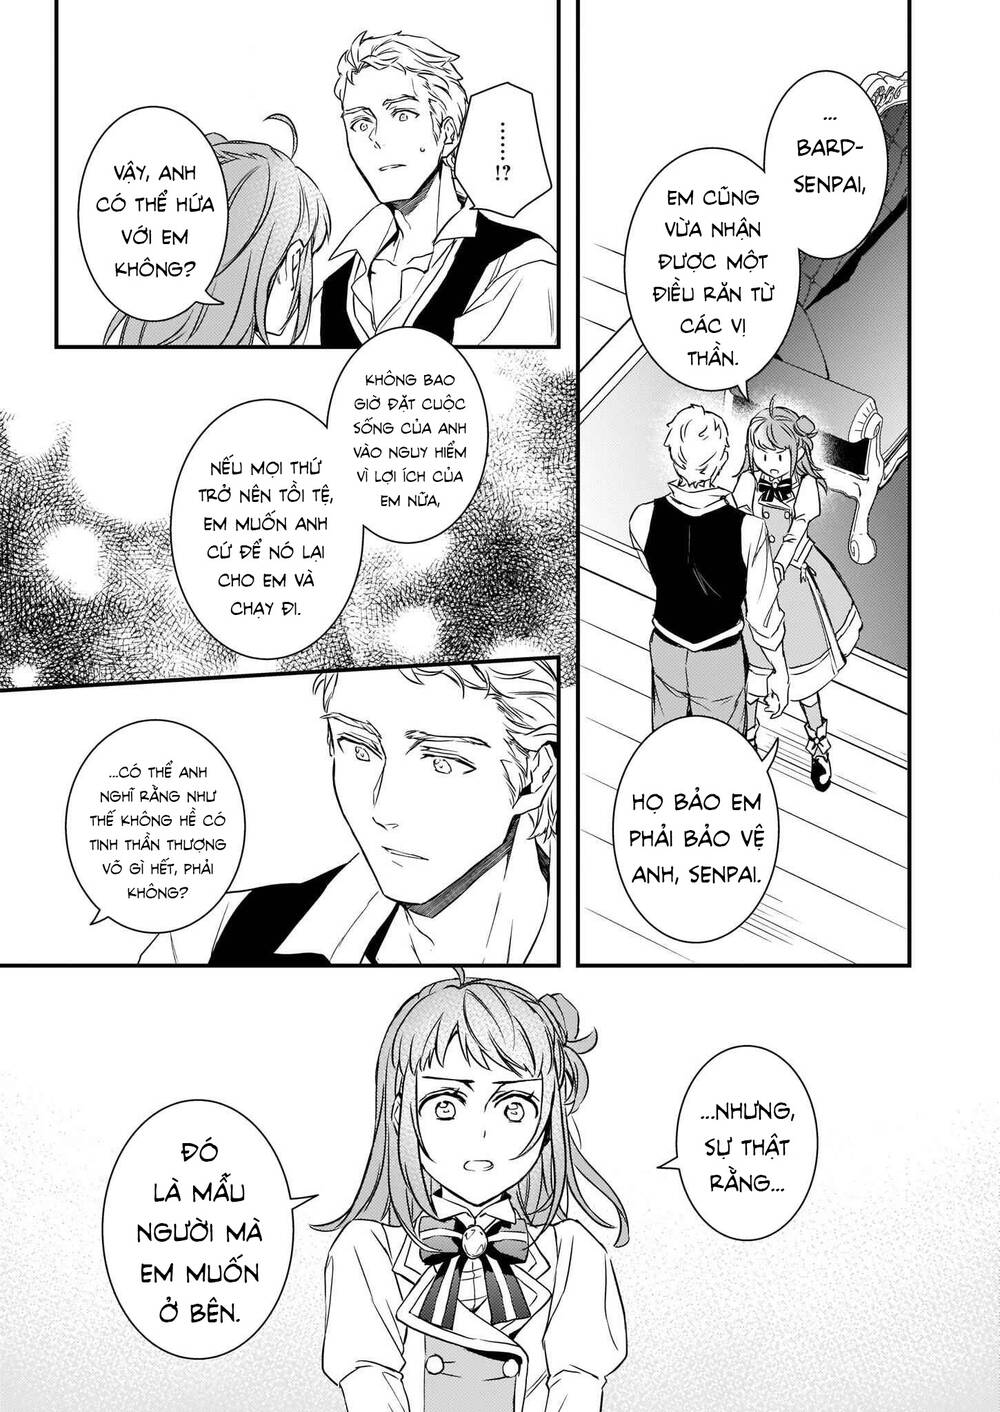 ...
BARD-
SENPAI,
EM CŨNG
VỪA NHẬN
ĐƯỢC MỘT
ĐIỀU RĂN TỪ
CÁC VỊ
THẦN.
HỌ BẢO EM
PHẢI BẢO VỆ
ANH, SENPAI.
......!?
VẬY, ANH
CÓ THỂ HỨA
VỚI EM
KHÔNG?
KHÔNG BAO
GIỜ ĐẶT CUỘC
SỐNG CỦA ANH
VÀO NGUY HIỂM
VÌ LỢI ÍCH CỦA
EM NỮA,
NẾU MỌI THỨ
TRỞ NÊN TỒI TỆ,
EM MUỐN ANH
CỨ ĐỂ NÓ LẠI
CHO EM VÀ
CHẠY ĐI.
...CÓ THỂ ANH
NGHĨ RẰNG NHƯ
THẾ KHÔNG HỀ CÓ
TINH THẦN THƯỢNG
VÕ GÌ HẾT, PHẢI
KHÔNG?
...NHƯNG,
SỰ THẬT
RẰNG...
ĐÓ
LÀ MẪU
NGƯỜI MÀ
EM MUỐN
Ở BÊN.